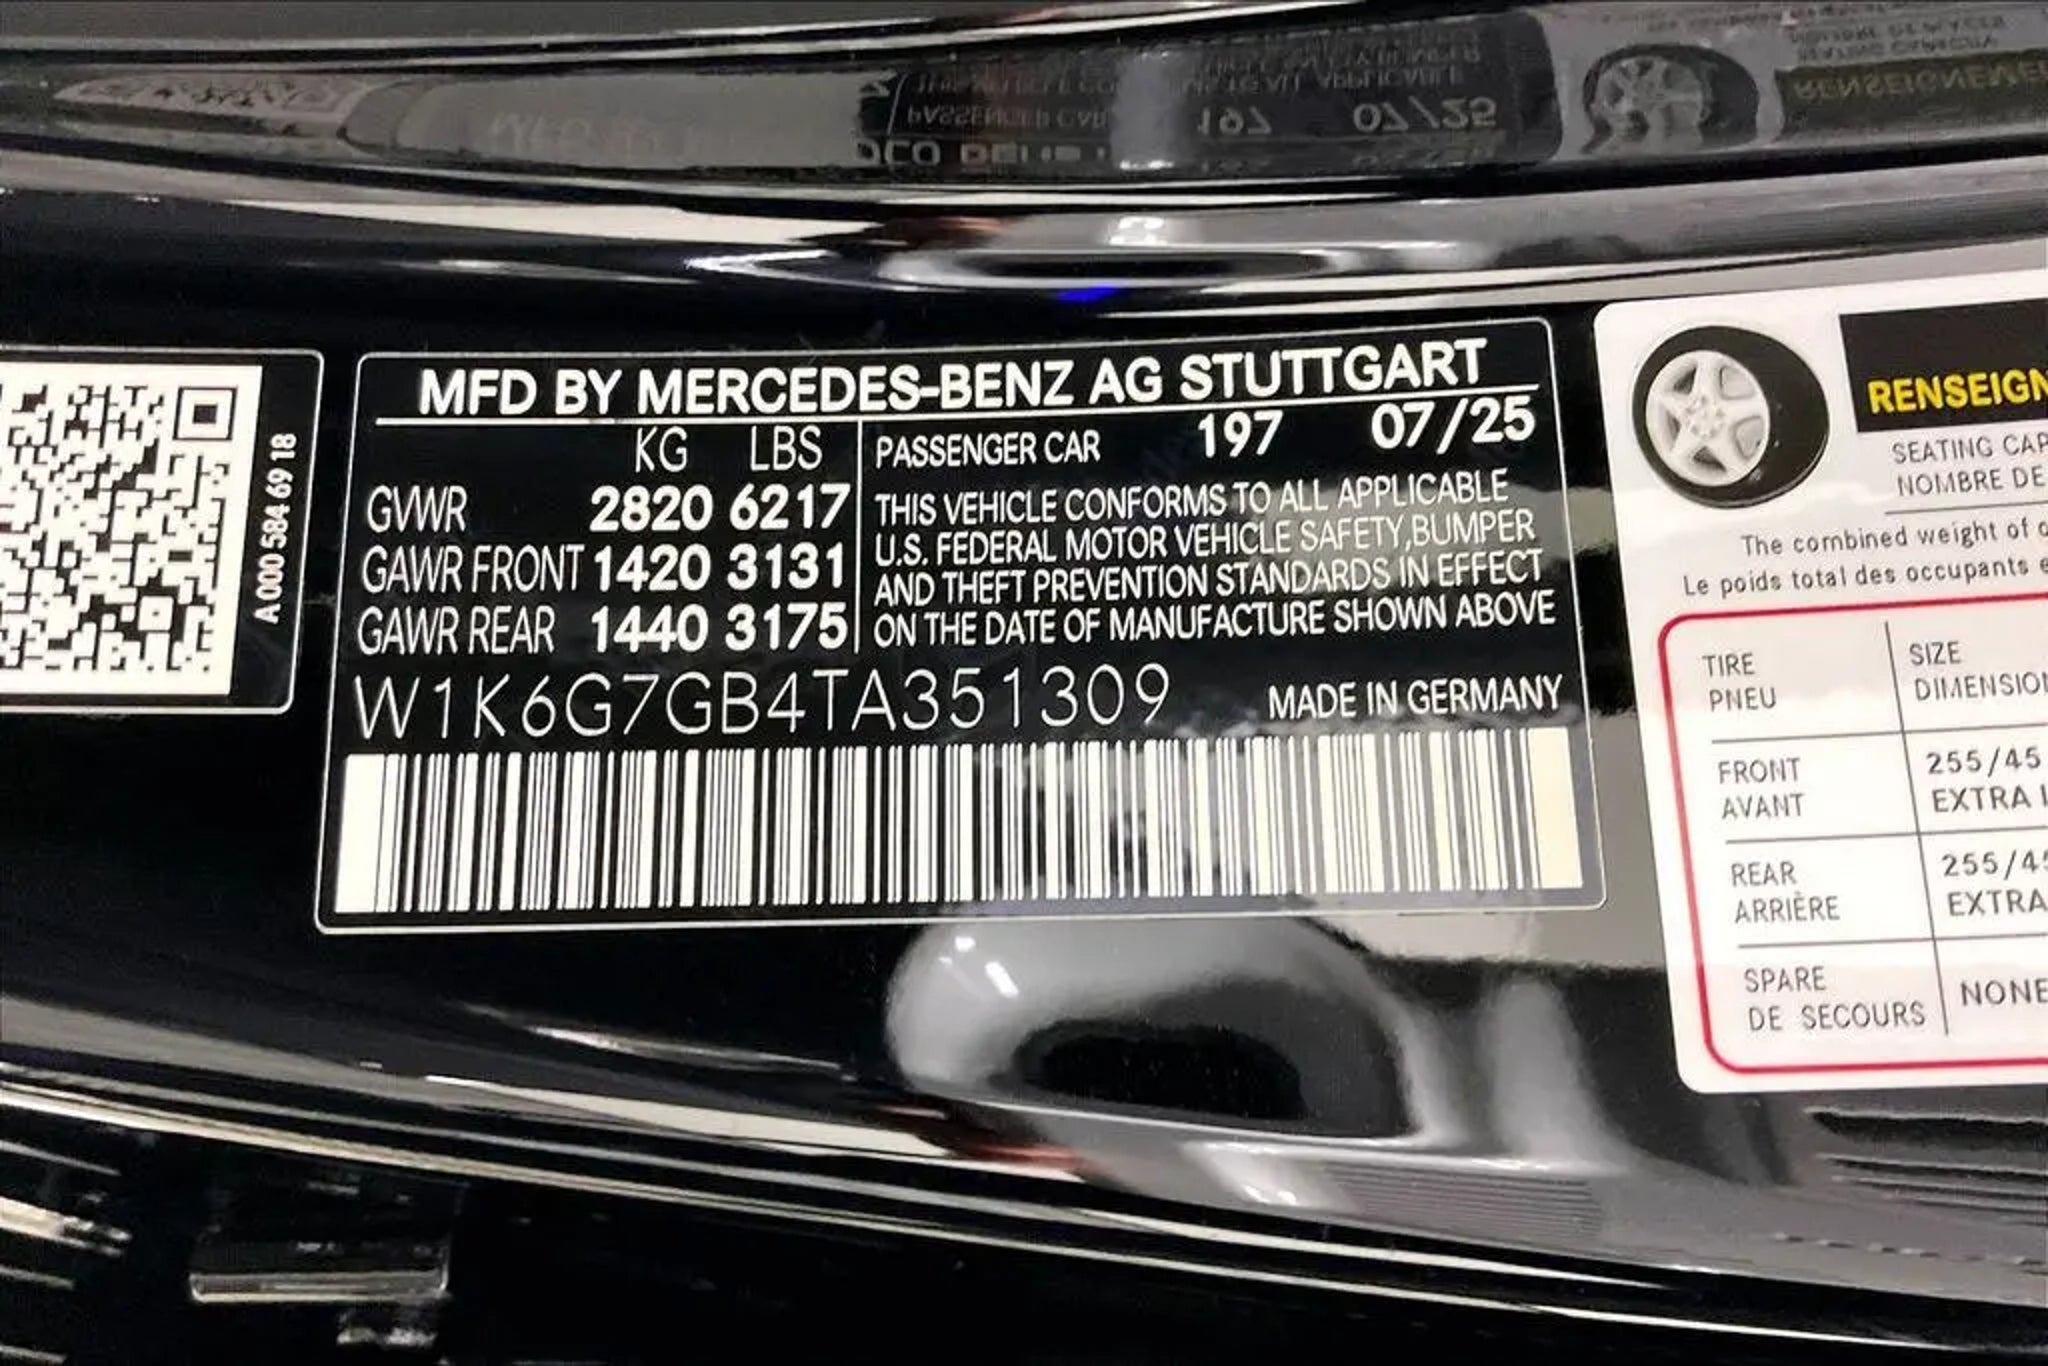 A 000 584 69 18
MFD BY MERCEDES-BENZ AG STUTTGART
KG LBS
GVWR 2820 6217
GAWR FRONT 1420 3131
GAWR REAR 1440 3175
PASSENGER CAR 197 07/25
THIS VEHICLE CONFORMS TO ALL APPLICABLE
U.S. FEDERAL MOTOR VEHICLE SAFETY,BUMPER
AND THEFT PREVENTION STANDARDS IN EFFECT
ON THE DATE OF MANUFACTURE SHOWN ABOVE
W1K6G7GB4TA351309
MADE IN GERMANY
RENSEIGN
SEATING CAP
NOMBRE DE
The combined weight of o
Le poids total des occupants e
TIRE SIZE
PNEU DIMENSION
FRONT 255/45
AVANT EXTRA
REAR 255/45
ARRIÈRE EXTRA
SPARE NONE
DE SECOURS